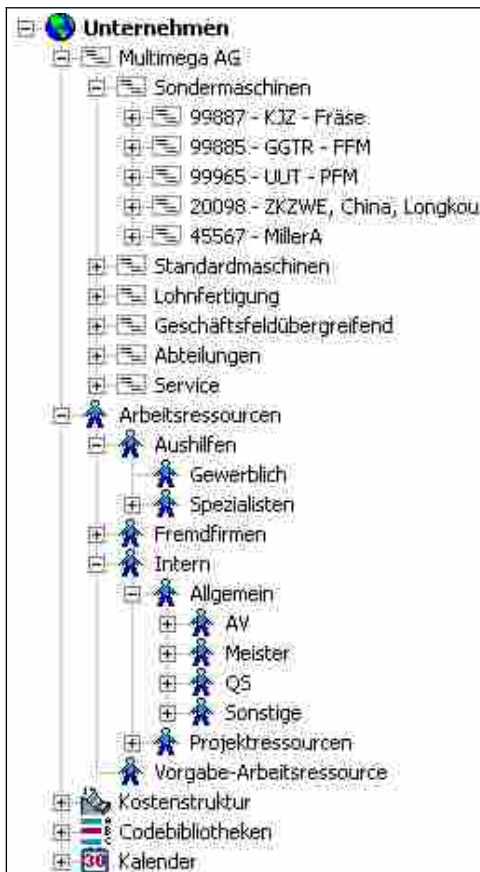 Unternehmen
Multimega AG
Sondermaschinen
99887 - KJZ - Fräse
99885 - GGTR - FFM
99965 - UUT - PFM
20098 - ZKZWE, China, Longkou
45567 - MillerA
Standardmaschinen
Lohnfertigung
Geschäftsfeldübergreifend
Abteilungen
Service
Arbeitsressourcen
Aushilfen
Gewerblich
Spezialisten
Fremdfirmen
Intern
Allgemein
AV
Meister
QS
Sonstige
Projektressourcen
Vorgabe-Arbeitsressource
Kostenstruktur
Codebibliotheken
30 Kalender